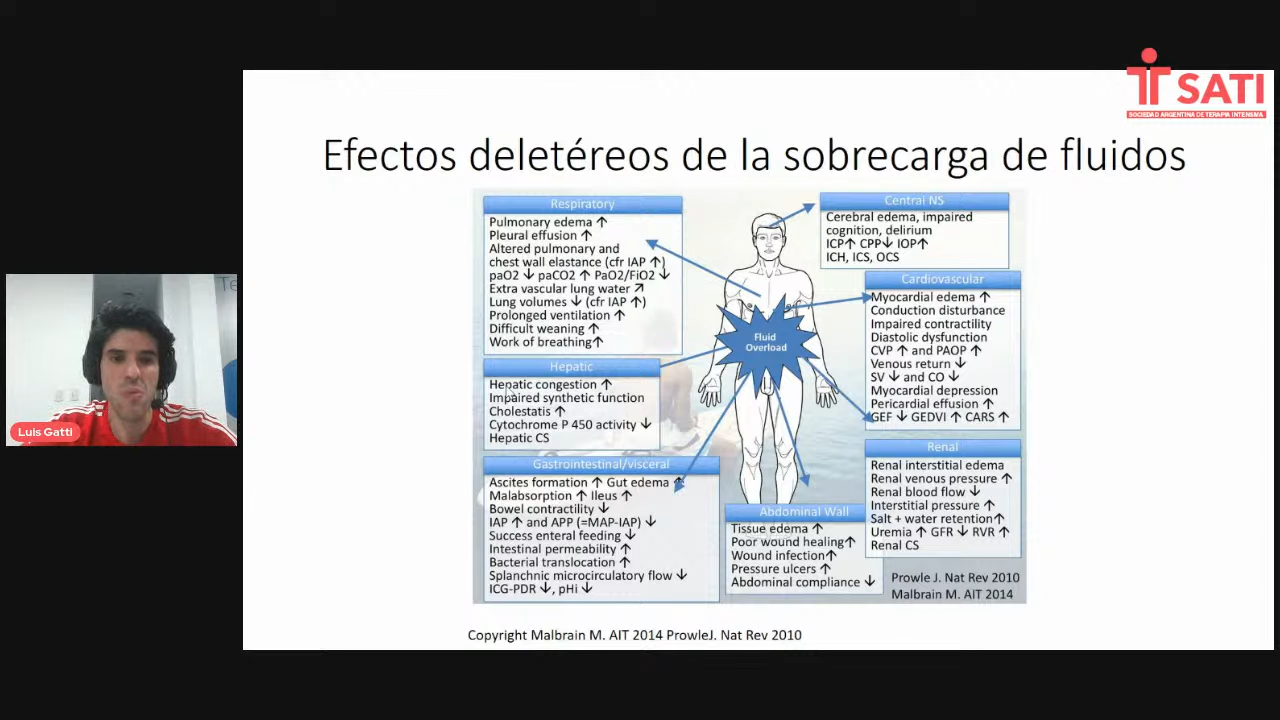 SATI
SOCIEDAD ARGENTINA DE TERAPIA INTENSIVA
Efectos deletéreos de la sobrecarga de fluidos
Respiratory
Pulmonary edema ↑
Pleural effusion ↑
Altered pulmonary and
chest wall elastance (cfr IAP ↑)
paO2 ↓ paCO2 ↑ PaO2/FiO2 ↓
Extra vascular lung water ↗
Lung volumes ↓ (cfr IAP ↑)
Prolonged ventilation ↑
Difficult weaning ↑
Work of breathing↑
Central NS
Cerebral edema, impaired
cognition, delirium
ICP↑ CPP↓ IOP↑
ICH, ICS, OCS
Cardiovascular
Myocardial edema ↑
Conduction disturbance
Impaired contractility
Diastolic dysfunction
CVP ↑ and PAOP ↑
Venous return ↓
SV ↓ and CO ↓
Myocardial depression
Pericardial effusion ↑
GEF ↓ GEDVI ↑ CARS ↑
Fluid
Overload
Hepatic
Hepatic congestion ↑
Impaired synthetic function
Cholestatis ↑
Cytochrome P 450 activity ↓
Hepatic CS
Gastrointestinal/visceral
Ascites formation ↑ Gut edema ↑
Malabsorption ↑ Ileus ↑
Bowel contractility ↓
IAP ↑ and APP (=MAP-IAP) ↓
Success enteral feeding ↓
Intestinal permeability ↑
Bacterial translocation ↑
Splanchnic microcirculatory flow ↓
ICG-PDR ↓, pHi ↓
Abdominal Wall
Tissue edema ↑
Poor wound healing↑
Wound infection↑
Pressure ulcers ↑
Abdominal compliance ↓
Renal
Renal interstitial edema
Renal venous pressure ↑
Renal blood flow ↓
Interstitial pressure ↑
Salt + water retention↑
Uremia ↑ GFR ↓ RVR ↑
Renal CS
Prowle J. Nat Rev 2010
Malbrain M. AIT 2014
Copyright Malbrain M. AIT 2014 ProwleJ. Nat Rev 2010
Te
Luis Gatti